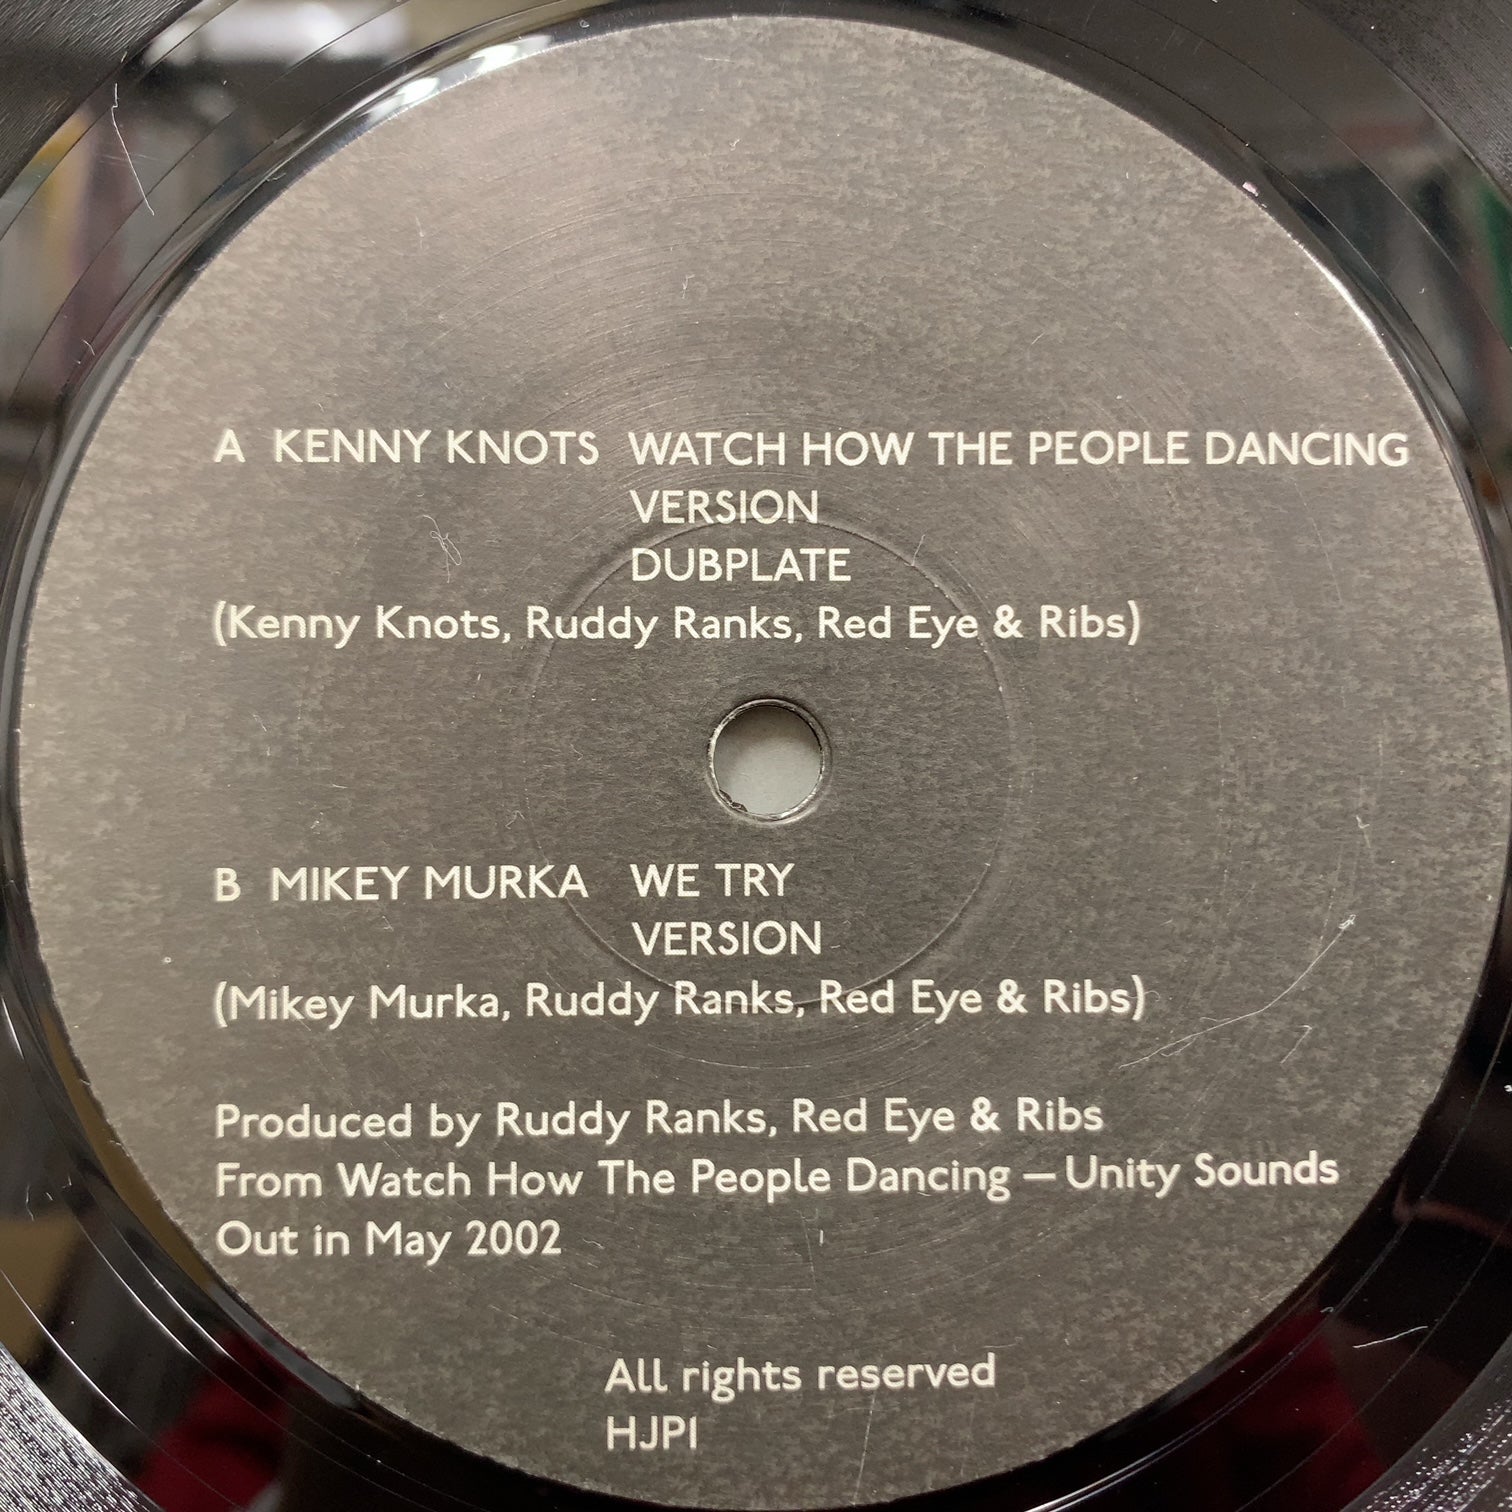 A KENNY KNOTS WATCH HOW THE PEOPLE DANCING
VERSION
DUBPLATE
(Kenny Knots, Ruddy Ranks, Red Eye & Ribs)
B MIKEY MURKA WE TRY
VERSION
(Mikey Murka, Ruddy Ranks, Red Eye & Ribs)
Produced by Ruddy Ranks, Red Eye & Ribs
From Watch How The People Dancing — Unity Sounds
Out in May 2002
All rights reserved
HJP1